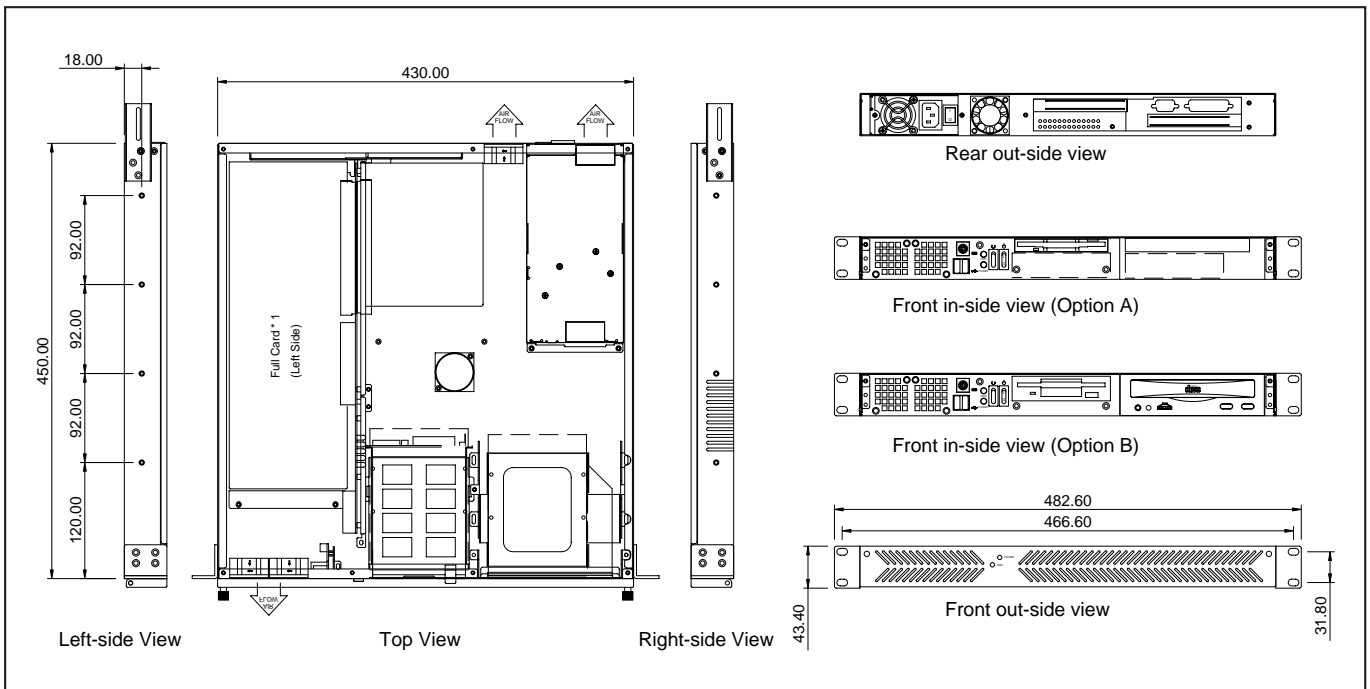 18.00
430.00
AIR
FLOW
AIR
FLOW
450.00
92.00
92.00
92.00
120.00
Full Card * 1
(Left Side)
AIR
FLOW
Left-side View
Top View
Right-side View
Rear out-side view
Front in-side view (Option A)
Front in-side view (Option B)
482.60
466.60
43.40
31.80
Front out-side view